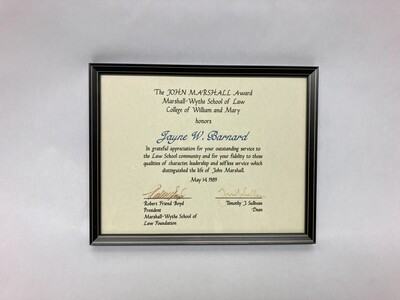 The JOHN MARSHALL Award
Marshall-Wythe School of Law
College of William and Mary
honors
Jayne W. Barnard
In grateful appreciation for your outstanding service to
the Law School community and for your fidelity to those
qualities of character, leadership and selfless service which
distinguished the life of John Marshall.
May 14, 1989
Robert Friend Boyd
President
Marshall-Wythe School of
Law Foundation
Timothy J. Sullivan
Dean